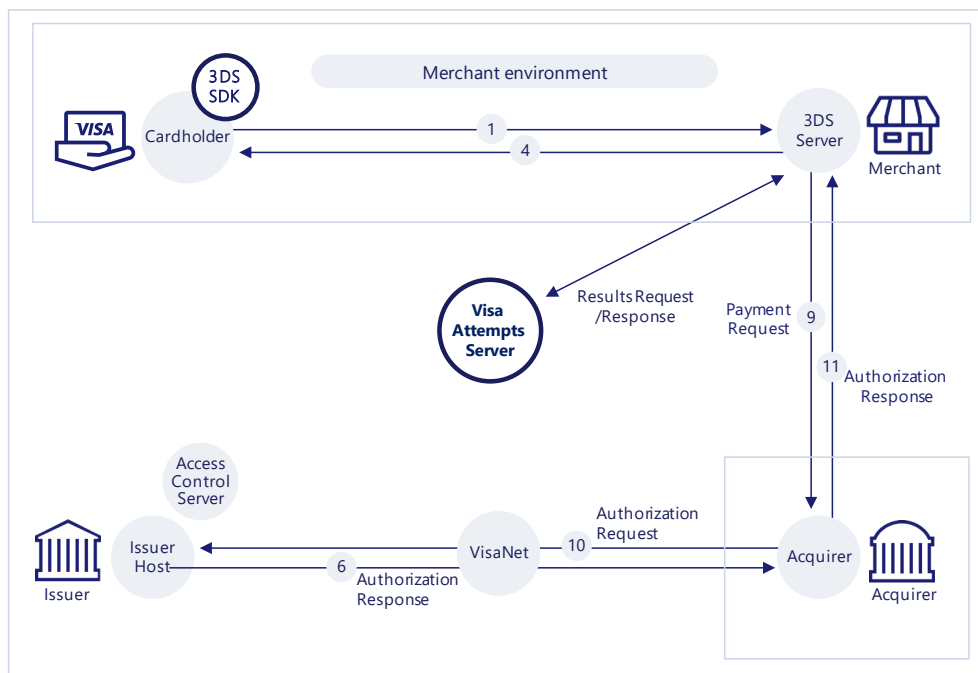 3DS
SDK
Merchant environment
VISA
Cardholder
1
4
3DS
Server
Merchant
Results Request
/Response
Visa
Attempts
Server
Payment
Request
9
11
Authorization
Response
Access
Control
Server
Issuer
Host
Issuer
6
Authorization
Response
VisaNet
10
Authorization
Request
Acquirer
Acquirer